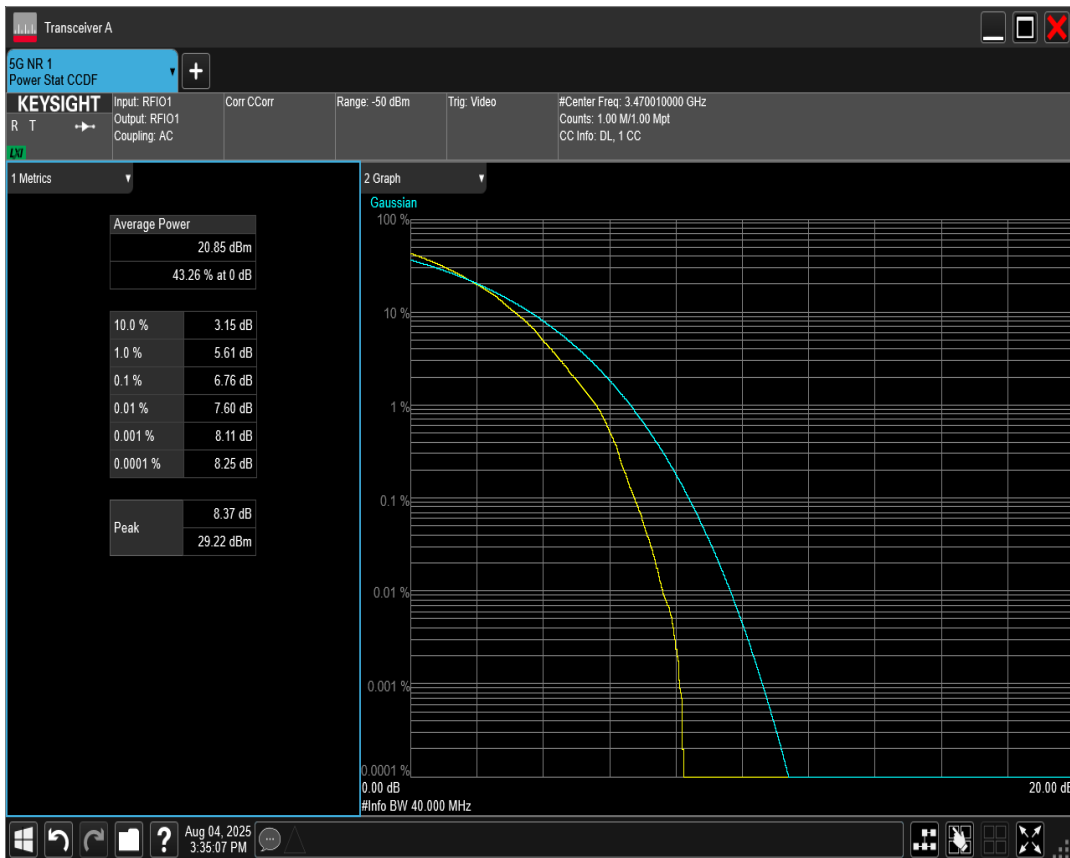 Transceiver A
5G NR 1
Power Stat CCDF
+
KEYSIGHT
R T
LXI
Input: RFIO1
Output: RFIO1
Coupling: AC
Corr CCorr
Range: -50 dBm
Trig: Video
#Center Freq: 3.470010000 GHz
Counts: 1.00 M/1.00 Mpt
CC Info: DL, 1 CC
1 Metrics
Average Power
20.85 dBm
43.26 % at 0 dB
10.0 % 3.15 dB
1.0 % 5.61 dB
0.1 % 6.76 dB
0.01 % 7.60 dB
0.001 % 8.11 dB
0.0001 % 8.25 dB
Peak
8.37 dB
29.22 dBm
2 Graph
Gaussian
100 %
10 %
1 %
0.1 %
0.01 %
0.001 %
0.0001 %
0.00 dB
20.00 dB
#Info BW 40.000 MHz
?
Aug 04, 2025
3:35:07 PM